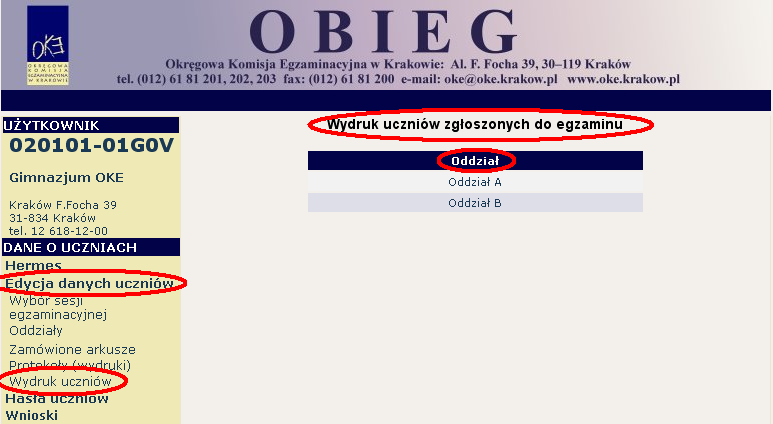 OKE
OKRĘGOWA
KOMISJA
EGZAMINACYJNA
W KRAKOWIE
OBIEG
Okręgowa Komisja Egzaminacyjna w Krakowie: Al. F. Focha 39, 30–119 Kraków
tel. (012) 61 81 201, 202, 203 fax: (012) 61 81 200 e-mail: oke@oke.krakow.pl www.oke.krakow.pl
UŻYTKOWNIK
020101-01G0V
Gimnazjum OKE
Kraków F.Focha 39
31-834 Kraków
tel. 12 618-12-00
DANE O UCZNIACH
Hermes
Edycja danych uczniów
Wybór sesji
egzaminacyjnej
Oddziały
Zamówione arkusze
Protokoły (wydruki)
Wydruk uczniów
Hasła uczniów
Wnioski
Wydruk uczniów zgłoszonych do egzaminu
Oddział
Oddział A
Oddział B